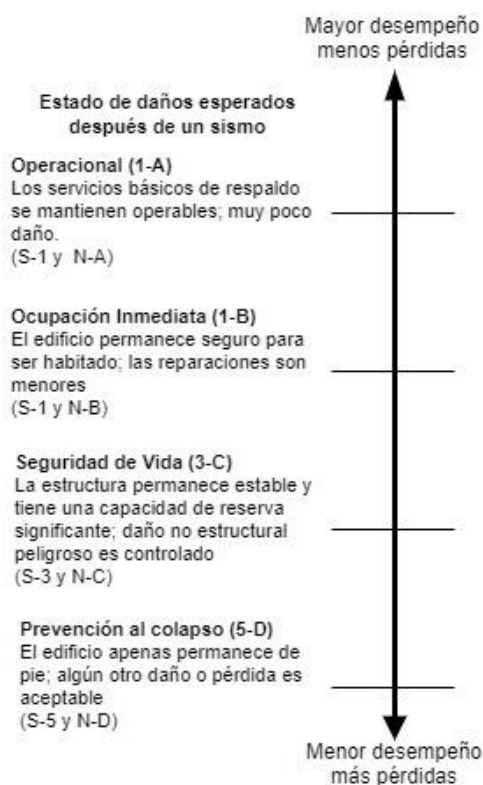 Mayor desempeño
menos pérdidas
Estado de daños esperados
después de un sismo
Operacional (1-A)
Los servicios básicos de respaldo
se mantienen operables; muy poco
daño.
(S-1 y N-A)
Ocupación Inmediata (1-B)
El edificio permanece seguro para
ser habitado; las reparaciones son
menores
(S-1 y N-B)
Seguridad de Vida (3-C)
La estructura permanece estable y
tiene una capacidad de reserva
significante; daño no estructural
peligroso es controlado
(S-3 y N-C)
Prevención al colapso (5-D)
El edificio apenas permanece de
pie; algún otro daño o pérdida es
aceptable
(S-5 y N-D)
Menor desempeño
más pérdidas